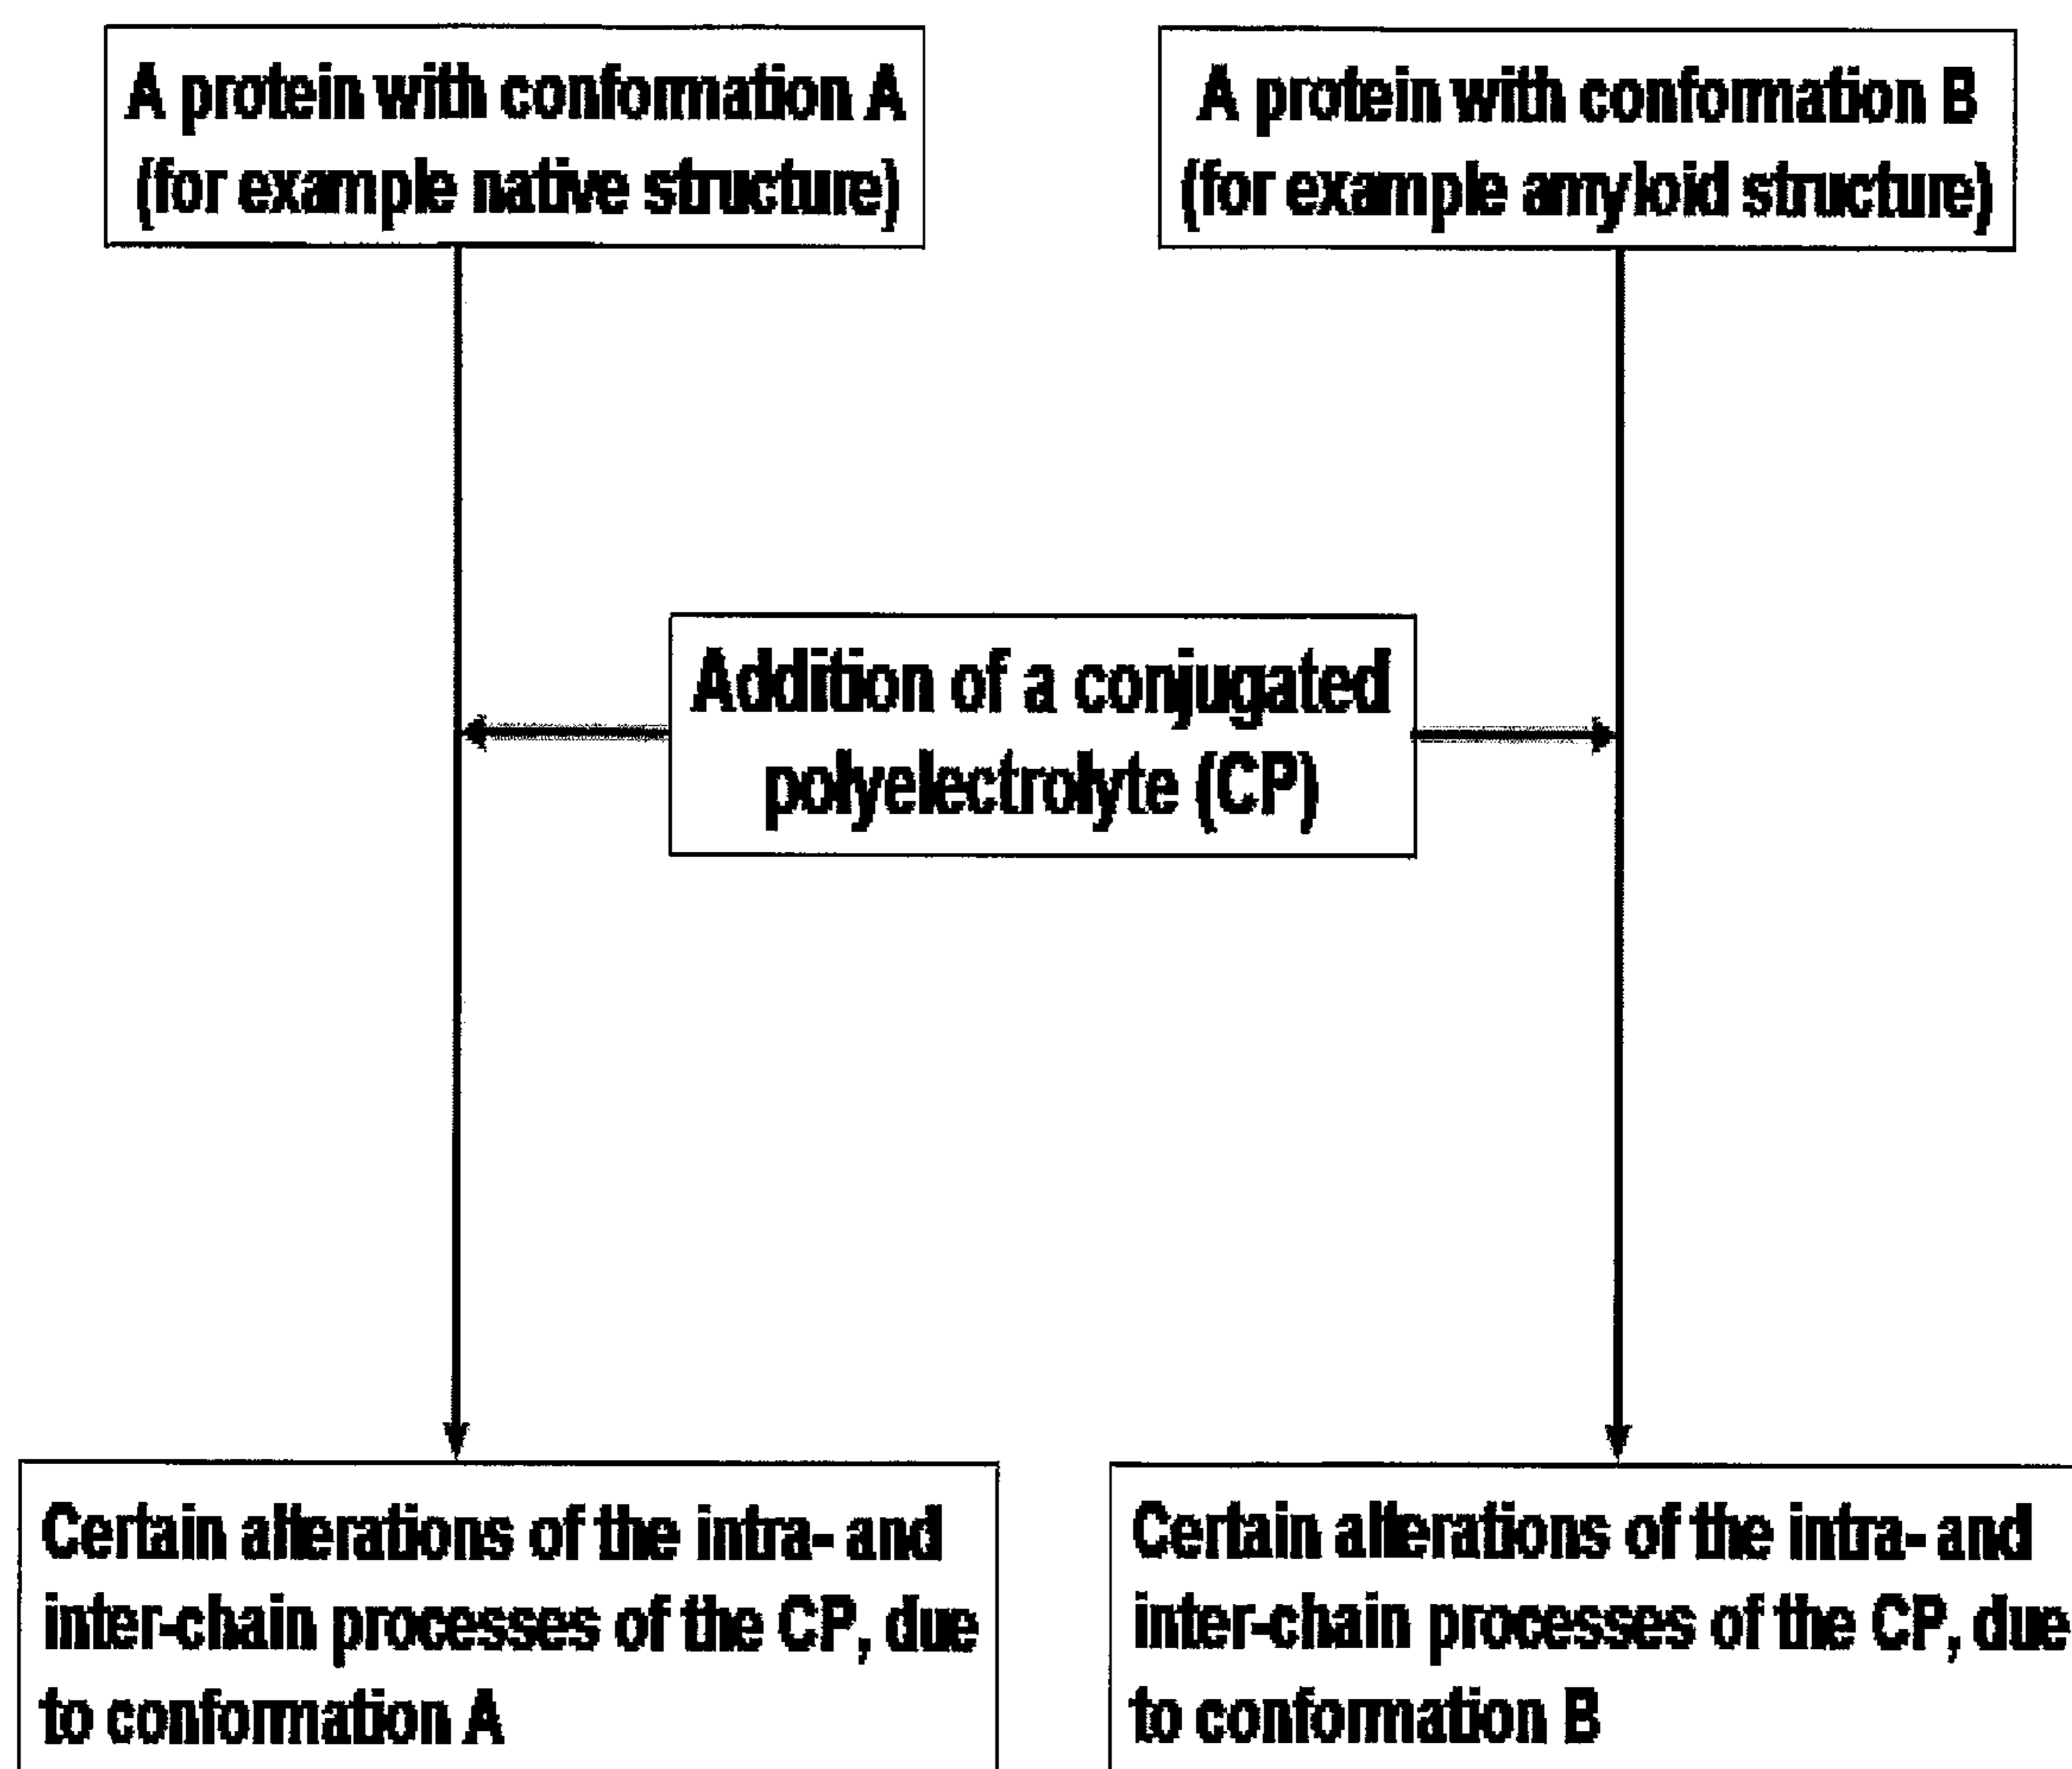 A protein with conformation A
(for example native structure)
A protein with conformation B
(for example amyloid structure)
Addition of a conjugated
polyelectrolyte (CP)
Certain alterations of the intra- and
inter-chain processes of the CP, due
to conformation A
Certain alterations of the intra- and
inter-chain processes of the CP, due
to conformation B